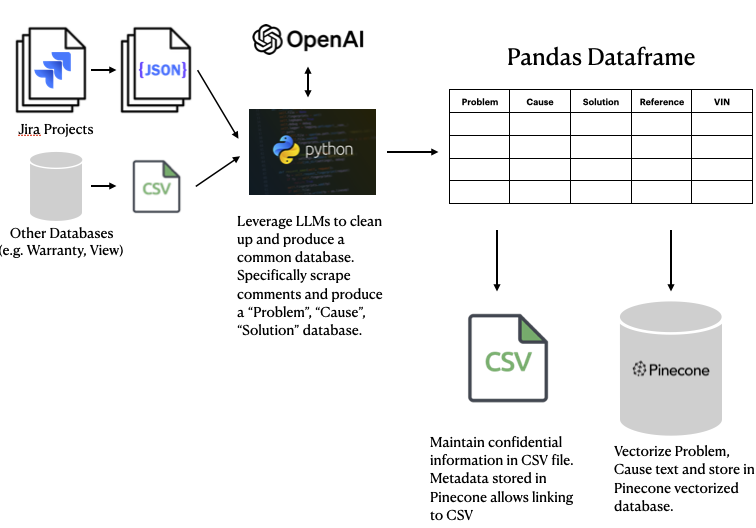 OpenAI
Pandas Dataframe
{JSON}
Jira Projects
python
Problem Cause Solution Reference VIN
CSV
Other Databases
(e.g. Warranty, View)
Leverage LLMs to clean
up and produce a
common database.
Specifically scrape
comments and produce
a “Problem”, “Cause”,
“Solution” database.
CSV
Pinecone
Maintain confidential
information in CSV file.
Metadata stored in
Pinecone allows linking
to CSV
Vectorize Problem,
Cause text and store in
Pinecone vectorized
database.